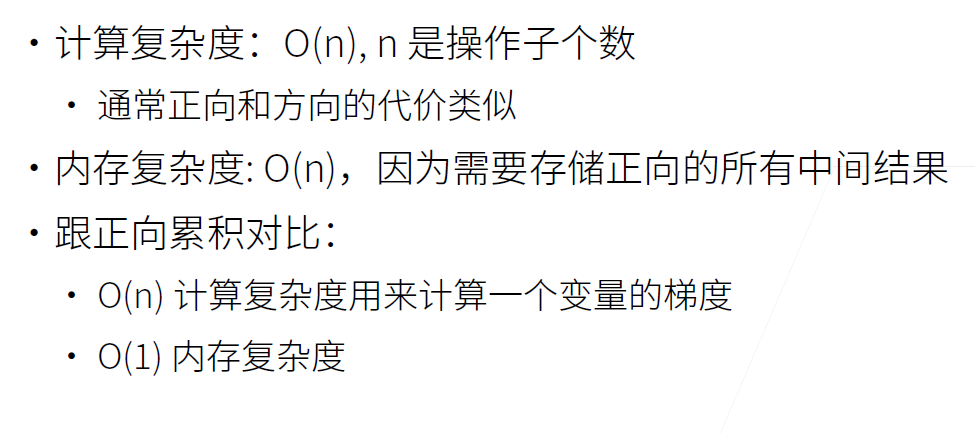 • 计算复杂度：O(n), n 是操作子个数
• 通常正向和方向的代价类似
• 内存复杂度: O(n)，因为需要存储正向的所有中间结果
• 跟正向累积对比：
• O(n) 计算复杂度用来计算一个变量的梯度
• O(1) 内存复杂度